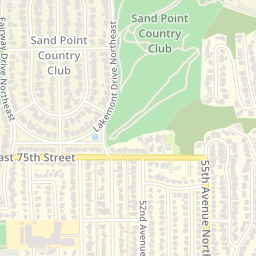 Sand Point
Country
Club
Sand Point
Country
Club
Fairway Drive Northeast
Lakemont Drive Northeast
ast 75th Street
52nd Avenue
55th Avenue North